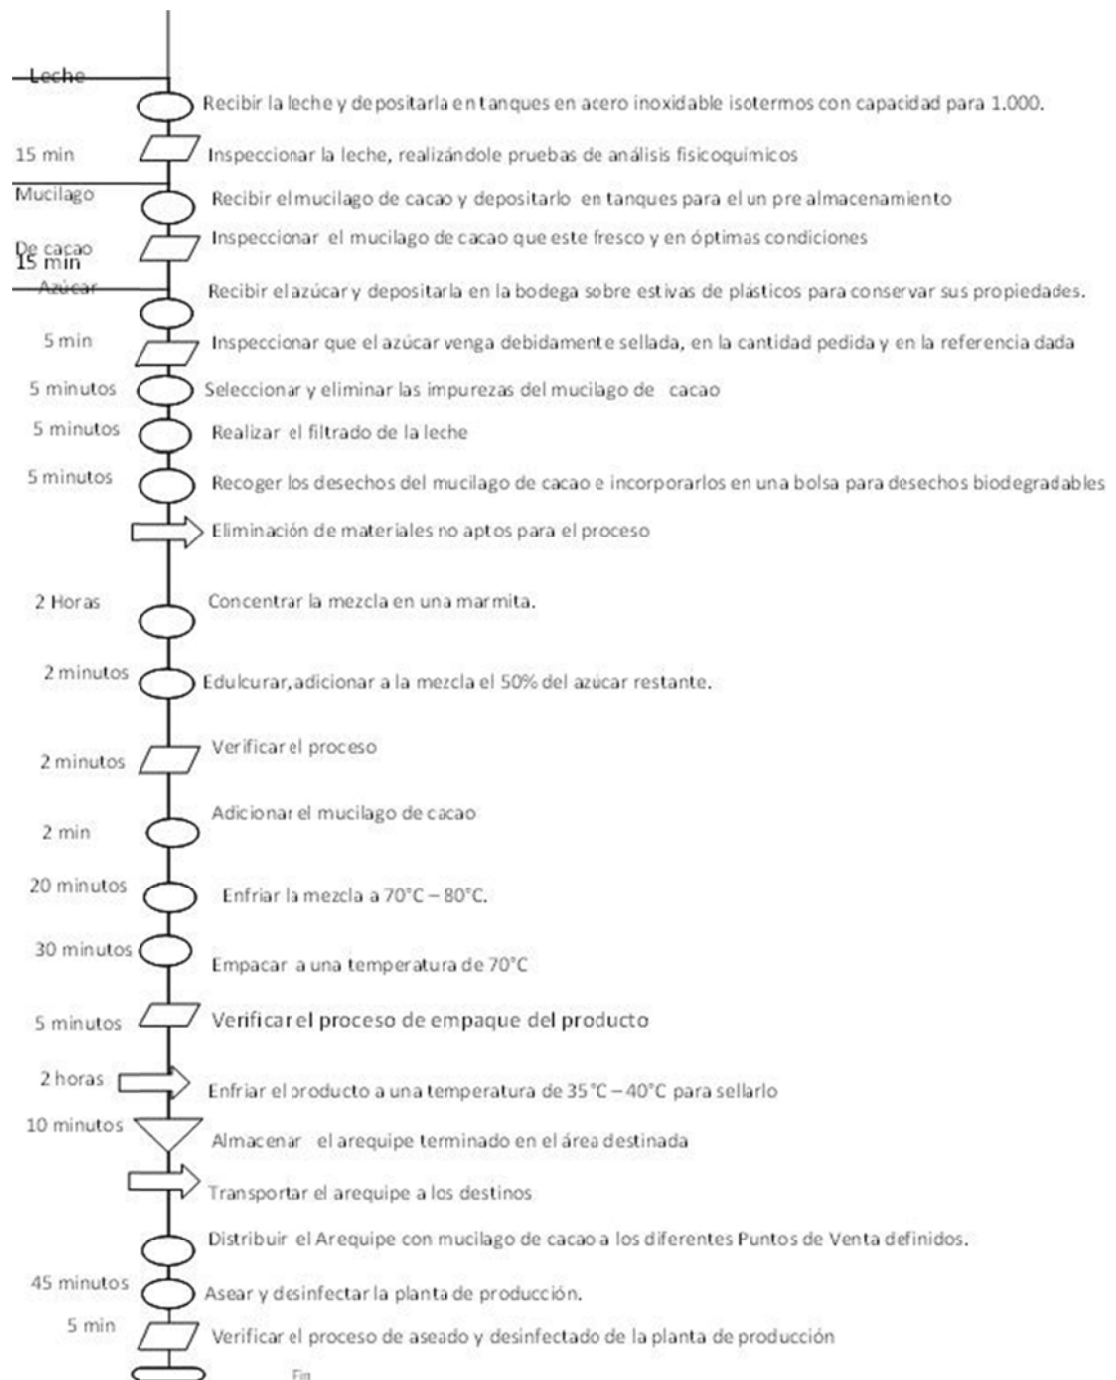 Leche
Recibir la leche y depositarla en tanques en acero inoxidable isotermos con capacidad para 1.000.
15 min
Inspeccionar la leche, realizándole pruebas de análisis fisicoquímicos
Mucilago
Recibir el mucilago de cacao y depositarlo en tanques para el un pre almacenamiento
De cacao
Inspeccionar el mucilago de cacao que este fresco y en óptimas condiciones
15 min
Azúcar
Recibir el azúcar y depositarla en la bodega sobre estivas de plásticos para conservar sus propiedades.
5 min
Inspeccionar que el azúcar venga debidamente sellada, en la cantidad pedida y en la referencia dada
5 minutos
Seleccionar y eliminar las impurezas del mucilago de cacao
5 minutos
Realizar el filtrado de la leche
5 minutos
Recoger los desechos del mucilago de cacao e incorporarlos en una bolsa para desechos biodegradables
Eliminación de materiales no aptos para el proceso
2 Horas
Concentrar la mezcla en una marmita.
2 minutos
Edulcurar, adicionar a la mezcla el 50% del azúcar restante.
2 minutos
Verificar el proceso
2 min
Adicionar el mucilago de cacao
20 minutos
Enfriar la mezcla a 70°C – 80°C.
30 minutos
Empacar a una temperatura de 70°C
5 minutos
Verificar el proceso de empaque del producto
2 horas
Enfriar el producto a una temperatura de 35°C – 40°C para sellarlo
10 minutos
Almacenar el arequipe terminado en el área destinada
Transportar el arequipe a los destinos
Distribuir el Arequipe con mucilago de cacao a los diferentes Puntos de Venta definidos.
45 minutos
Asear y desinfectar la planta de producción.
5 min
Verificar el proceso de aseado y desinfectado de la planta de producción
Fin